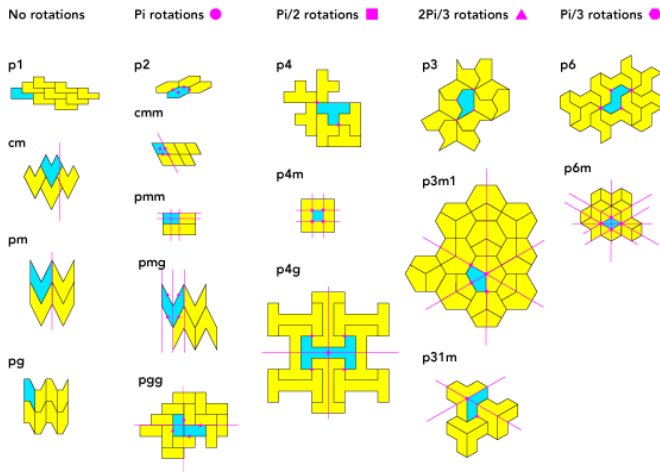 No rotations
Pi rotations
Pi/2 rotations
2Pi/3 rotations
Pi/3 rotations
p1
p2
p4
p3
p6
cmm
cm
p4m
p6m
pmm
p3m1
pm
pmg
p4g
pg
p31m
pgg